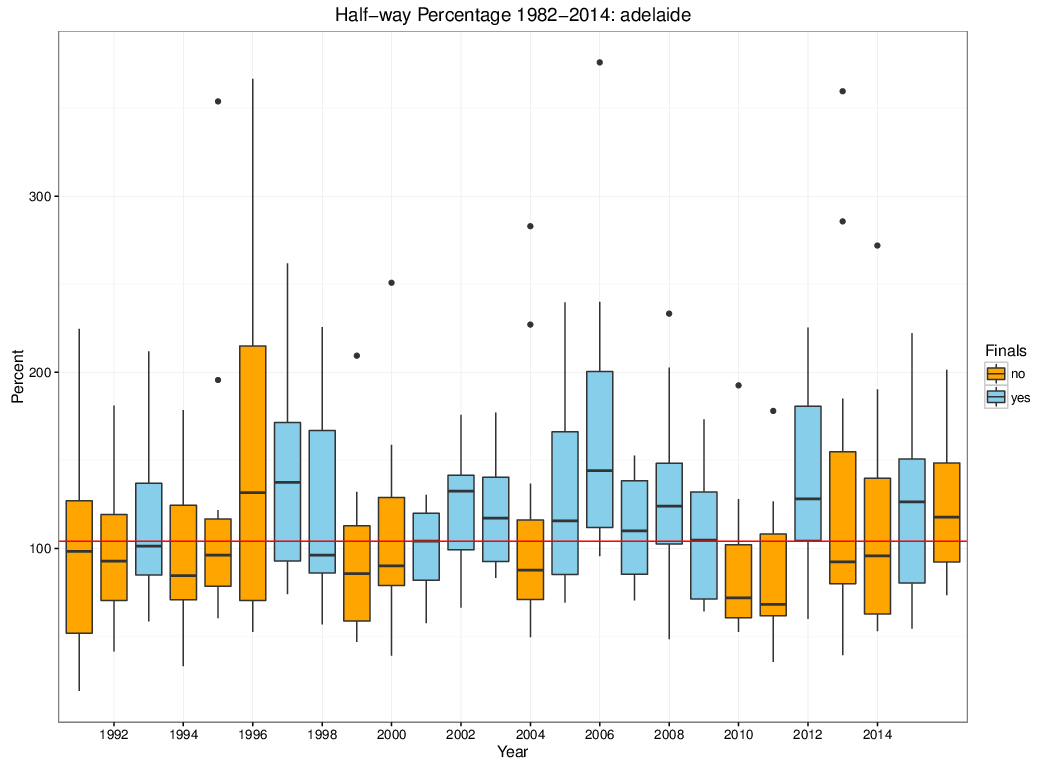 Half−way Percentage 1982−2014: adelaide
Percent
300
200
100
1992 1994 1996 1998 2000 2002 2004 2006 2008 2010 2012 2014
Year
Finals
no
yes